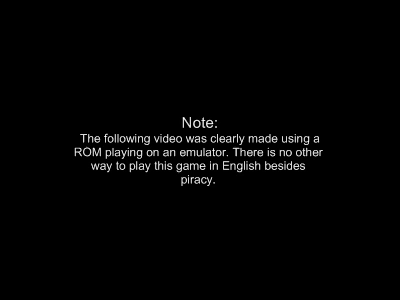 Note:
The following video was clearly made using a
ROM playing on an emulator. There is no other
way to play this game in English besides
piracy.